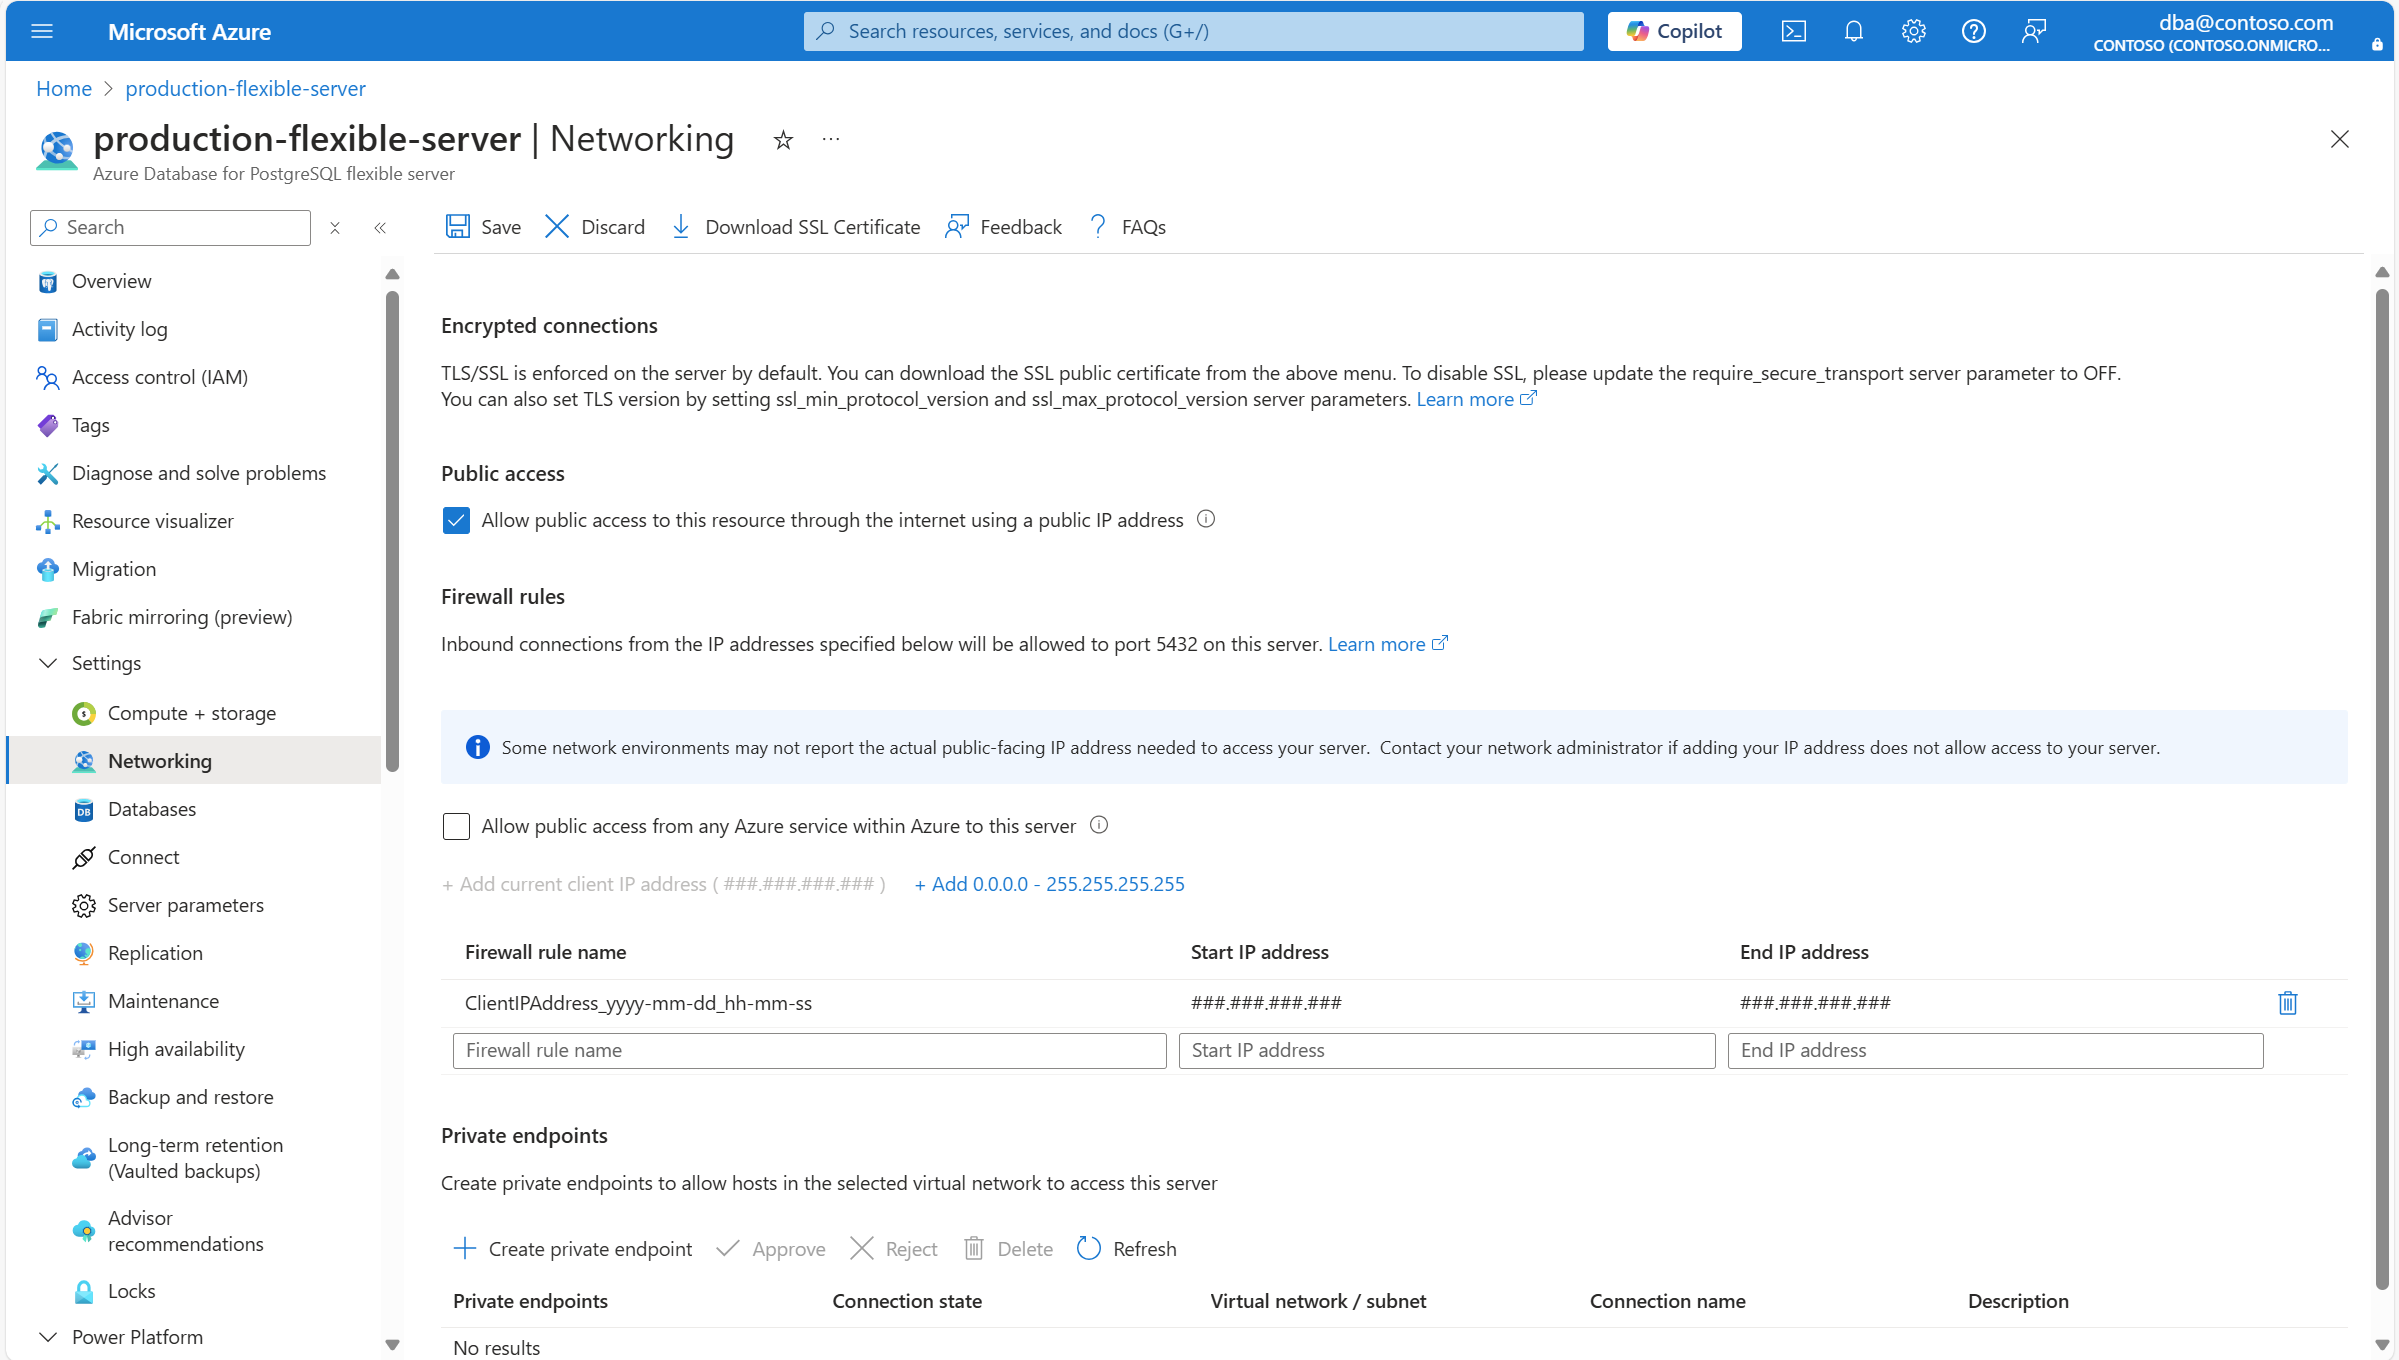 Microsoft Azure
Search resources, services, and docs (G+/)
Copilot
dba@contoso.com
CONTOSO (CONTOSO.ONMICRO...
Home > production-flexible-server
production-flexible-server | Networking
Azure Database for PostgreSQL flexible server
Search
Save
Discard
Download SSL Certificate
Feedback
FAQs
Overview
Activity log
Access control (IAM)
Tags
Diagnose and solve problems
Resource visualizer
Migration
Fabric mirroring (preview)
Settings
Compute + storage
Networking
Databases
Connect
Server parameters
Replication
Maintenance
High availability
Backup and restore
Long-term retention
(Vaulted backups)
Advisor
recommendations
Locks
Power Platform
Encrypted connections
TLS/SSL is enforced on the server by default. You can download the SSL public certificate from the above menu. To disable SSL, please update the require_secure_transport server parameter to OFF.
You can also set TLS version by setting ssl_min_protocol_version and ssl_max_protocol_version server parameters. Learn more
Public access
Allow public access to this resource through the internet using a public IP address
Firewall rules
Inbound connections from the IP addresses specified below will be allowed to port 5432 on this server. Learn more
Some network environments may not report the actual public-facing IP address needed to access your server. Contact your network administrator if adding your IP address does not allow access to your server.
Allow public access from any Azure service within Azure to this server
+ Add current client IP address ( ###.###.###.### )
+ Add 0.0.0.0 - 255.255.255.255
Firewall rule name
Start IP address
End IP address
ClientIPAddress_yyyy-mm-dd_hh-mm-ss
###.###.###.###
###.###.###.###
Firewall rule name
Start IP address
End IP address
Private endpoints
Create private endpoints to allow hosts in the selected virtual network to access this server
Create private endpoint
Approve
Reject
Delete
Refresh
Private endpoints
Connection state
Virtual network / subnet
Connection name
Description
No results